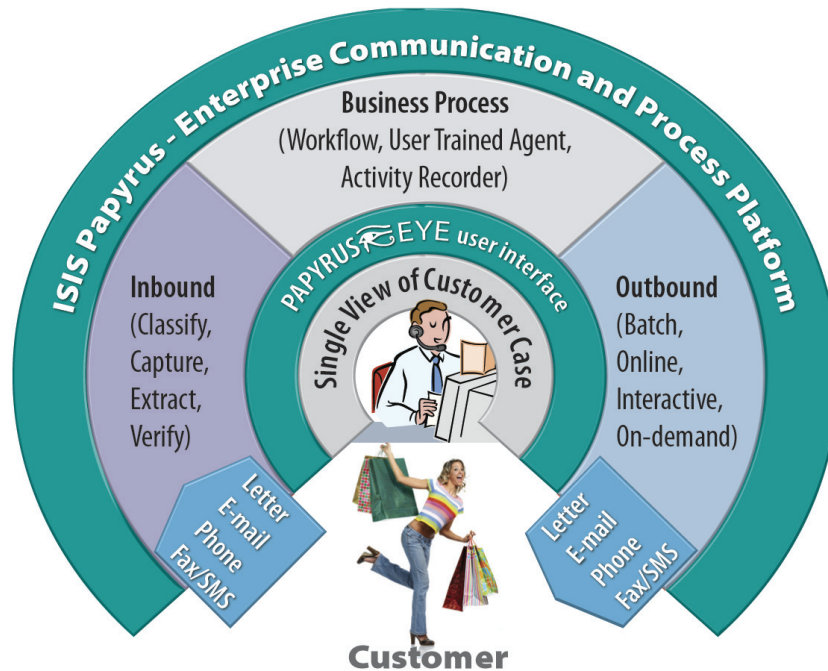 ISIS Papyrus - Enterprise Communication and Process Platform
Business Process
(Workflow, User Trained Agent,
Activity Recorder)
PAPYRUS EYE user interface
Single View of Customer Case
Inbound
(Classify,
Capture,
Extract,
Verify)
Outbound
(Batch,
Online,
Interactive,
On-demand)
Letter
E-mail
Phone
Fax/SMS
Letter
E-mail
Phone
Fax/SMS
Customer